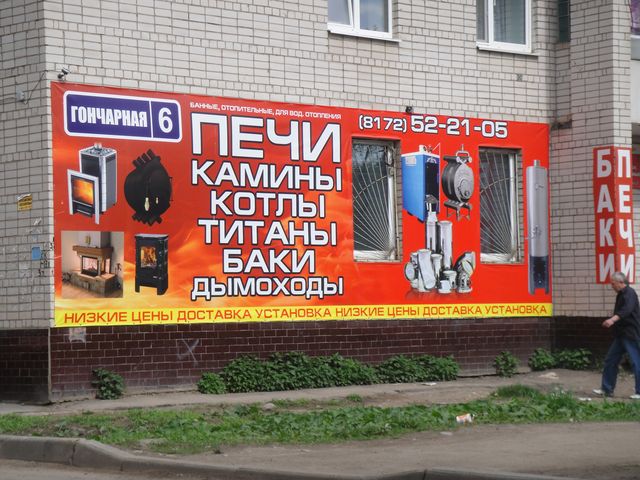 ГОНЧАРНАЯ 6
БАННЫЕ, ОТОПИТЕЛЬНЫЕ, ДЛЯ ВОД. ОТОПЛЕНИЯ
(8172) 52-21-05
ПЕЧИ
КАМИНЫ
КОТЛЫ
ТИТАНЫ
БАКИ
ДЫМОХОДЫ
НИЗКИЕ ЦЕНЫ ДОСТАВКА УСТАНОВКА НИЗКИЕ ЦЕНЫ ДОСТАВКА УСТАНОВКА
БАКИ
ПЕЧИ